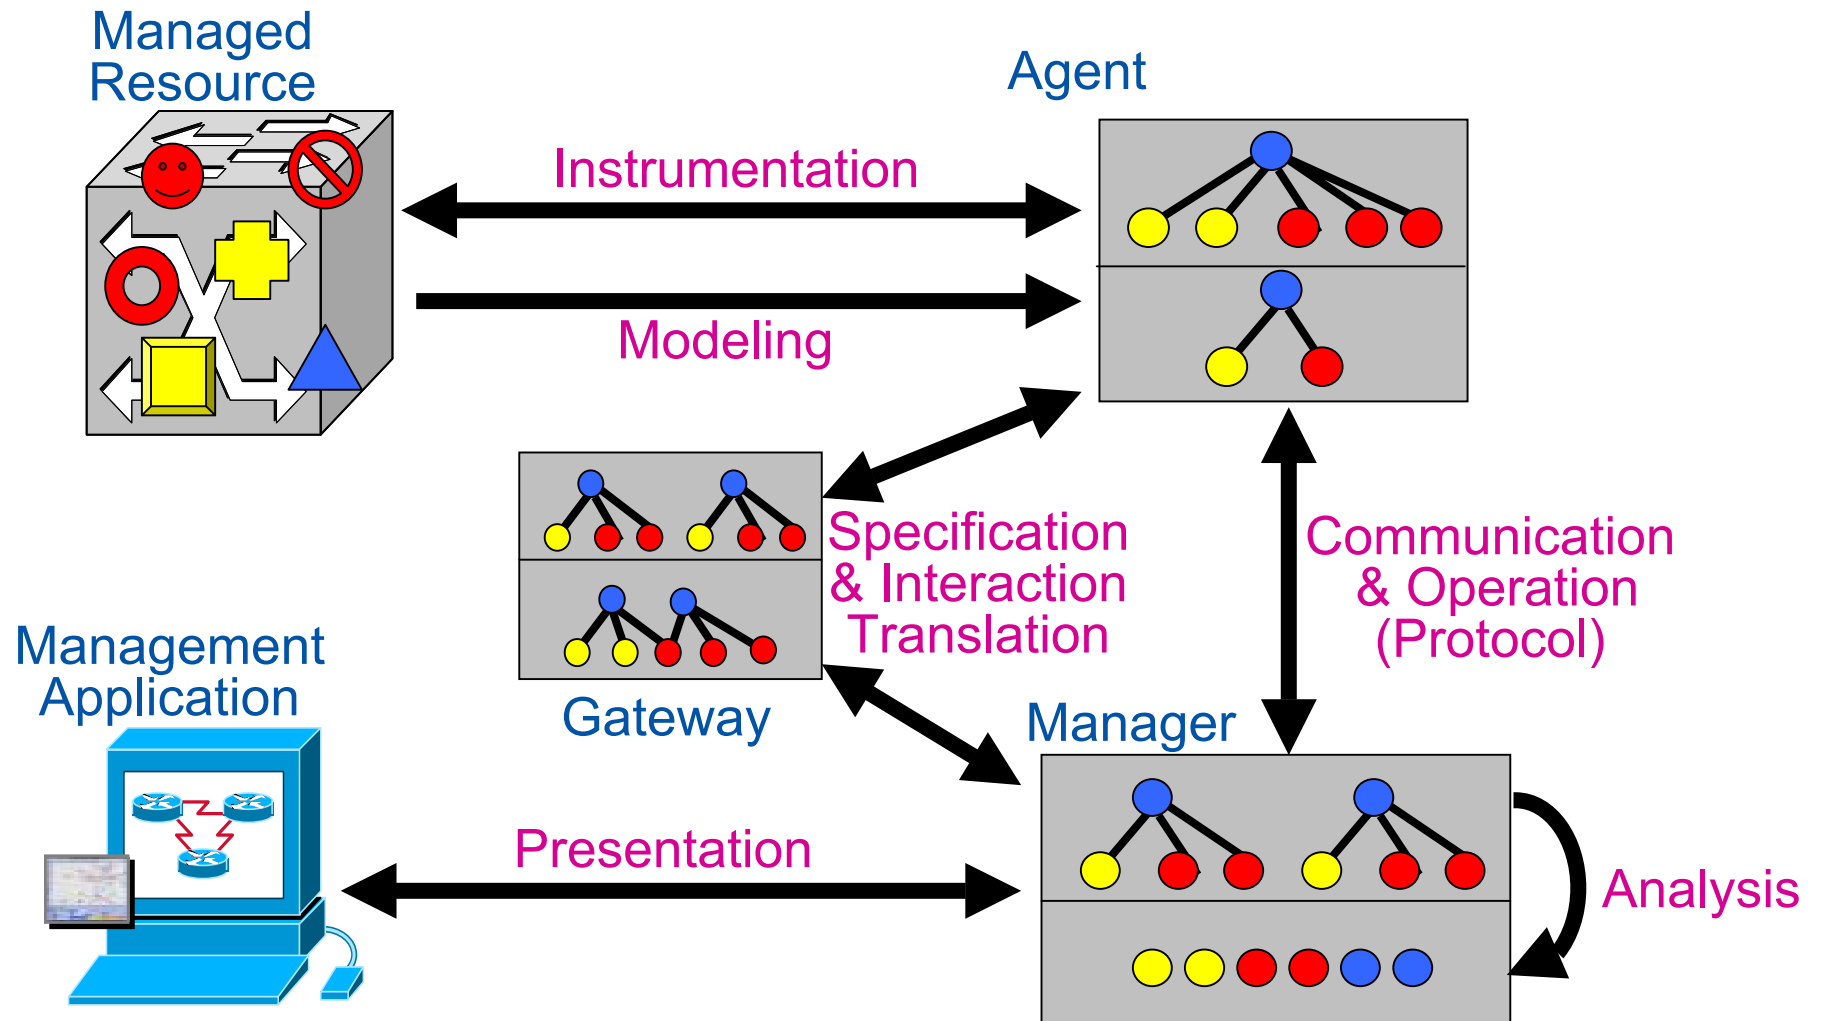 Managed
Resource
Agent
Instrumentation
Modeling
Specification
& Interaction
Translation
Communication
& Operation
(Protocol)
Management
Application
Gateway
Manager
Presentation
Analysis